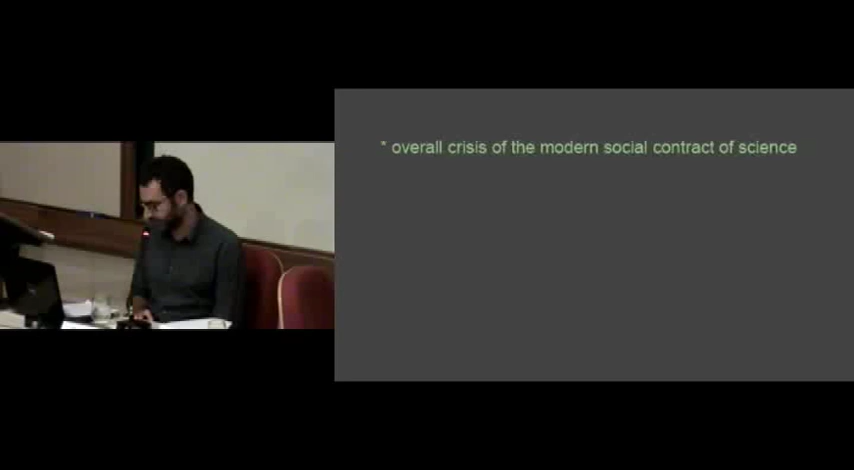 * overall crisis of the modern social contract of science